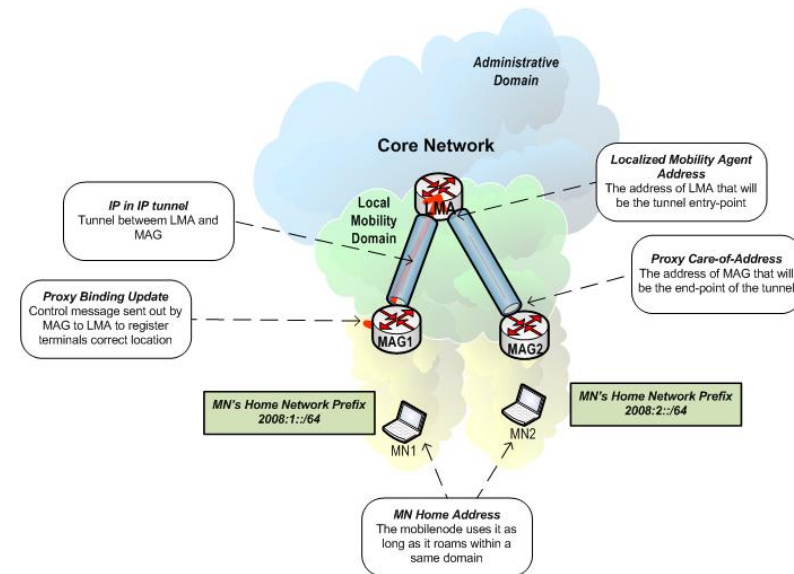 Administrative
Domain
Core Network
Localized Mobility Agent
Address
The address of LMA that will
be the tunnel entry-point
IP in IP tunnel
Tunnel betweem LMA and
MAG
LMA
Local
Mobility
Domain
Proxy Care-of-Address
The address of MAG that will
be the end-point of the tunnel
Proxy Binding Update
Control message sent out by
MAG to LMA to register
terminals correct location
MAG1
MAG2
MN's Home Network Prefix
2008:1::/64
MN's Home Network Prefix
2008:2::/64
MN1
MN2
MN Home Address
The mobilenode uses it as
long as it roams within a
same domain